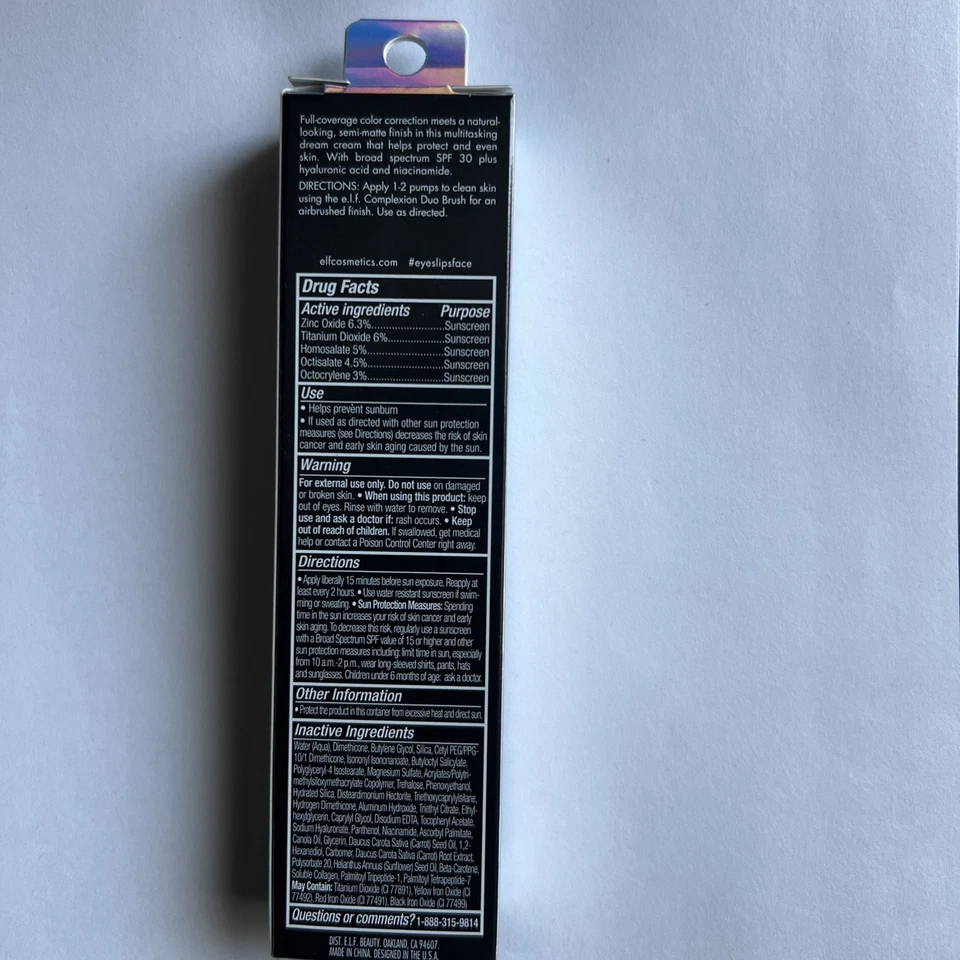 Full-coverage color correction meets a natural-
looking, semi-matte finish in this multitasking
dream cream that helps protect and even
skin. With broad spectrum SPF 30 plus
hyaluronic acid and niacinamide.
DIRECTIONS: Apply 1-2 pumps to clean skin
using the e.l.f. Complexion Duo Brush for an
airbrushed finish. Use as directed.
elfcosmetics.com #eyeslipsface
Drug Facts
Active ingredients Purpose
Zinc Oxide 6.3%........................Sunscreen
Titanium Dioxide 6%..................Sunscreen
Homosalate 5%........................Sunscreen
Octisalate 4.5%........................Sunscreen
Octocrylene 3%........................Sunscreen
Use
• Helps prevent sunburn
• If used as directed with other sun protection
measures (see Directions) decreases the risk of skin
cancer and early skin aging caused by the sun.
Warning
For external use only. Do not use on damaged
or broken skin. • When using this product: keep
out of eyes. Rinse with water to remove. • Stop
use and ask a doctor if: rash occurs. • Keep
out of reach of children. If swallowed, get medical
help or contact a Poison Control Center right away.
Directions
• Apply liberally 15 minutes before sun exposure. Reapply at
least every 2 hours. • Use water resistant sunscreen if swim-
ming or sweating. • Sun Protection Measures: Spending
time in the sun increases your risk of skin cancer and early
skin aging. To decrease this risk, regularly use a sunscreen
with a Broad Spectrum SPF value of 15 or higher and other
sun protection measures including: limit time in sun, especially
from 10 a.m.-2 p.m., wear long-sleeved shirts, pants, hats
and sunglasses. Children under 6 months of age: ask a doctor.
Other Information
• Protect the product in this container from excessive heat and direct sun.
Inactive Ingredients
Water (Aqua), Dimethicone, Butylene Glycol, Silica, Cetyl PEG/PPG-
10/1 Dimethicone, Isononyl Isononanoate, Butyloctyl Salicylate,
Polyglyceryl-4 Isostearate, Magnesium Sulfate, Acrylates/Polytri-
methylsiloxymethacrylate Copolymer, Trehalose, Phenoxyethanol,
Hydrated Silica, Disteardimonium Hectorite, Triethoxycaprylylsilane,
Hydrogen Dimethicone, Aluminum Hydroxide, Triethyl Citrate, Ethyl-
hexylglycerin, Caprylyl Glycol, Disodium EDTA, Tocopheryl Acetate,
Sodium Hyaluronate, Panthenol, Niacinamide, Ascorbyl Palmitate,
Canola Oil, Glycerin, Daucus Carota Sativa (Carrot) Seed Oil, 1,2-
Hexanediol, Carbomer, Daucus Carota Sativa (Carrot) Root Extract,
Polysorbate 20, Helianthus Annuus (Sunflower) Seed Oil, Beta-Carotene,
Soluble Collagen, Palmitoyl Tripeptide-1, Palmitoyl Tetrapeptide-7
May Contain: Titanium Dioxide (CI 77891), Yellow Iron Oxide (CI
77492), Red Iron Oxide (CI 77491), Black Iron Oxide (CI 77499)
Questions or comments? 1-888-315-9814
DIST. E.L.F. BEAUTY. OAKLAND, CA 94607.
MADE IN CHINA. DESIGNED IN THE U.S.A.